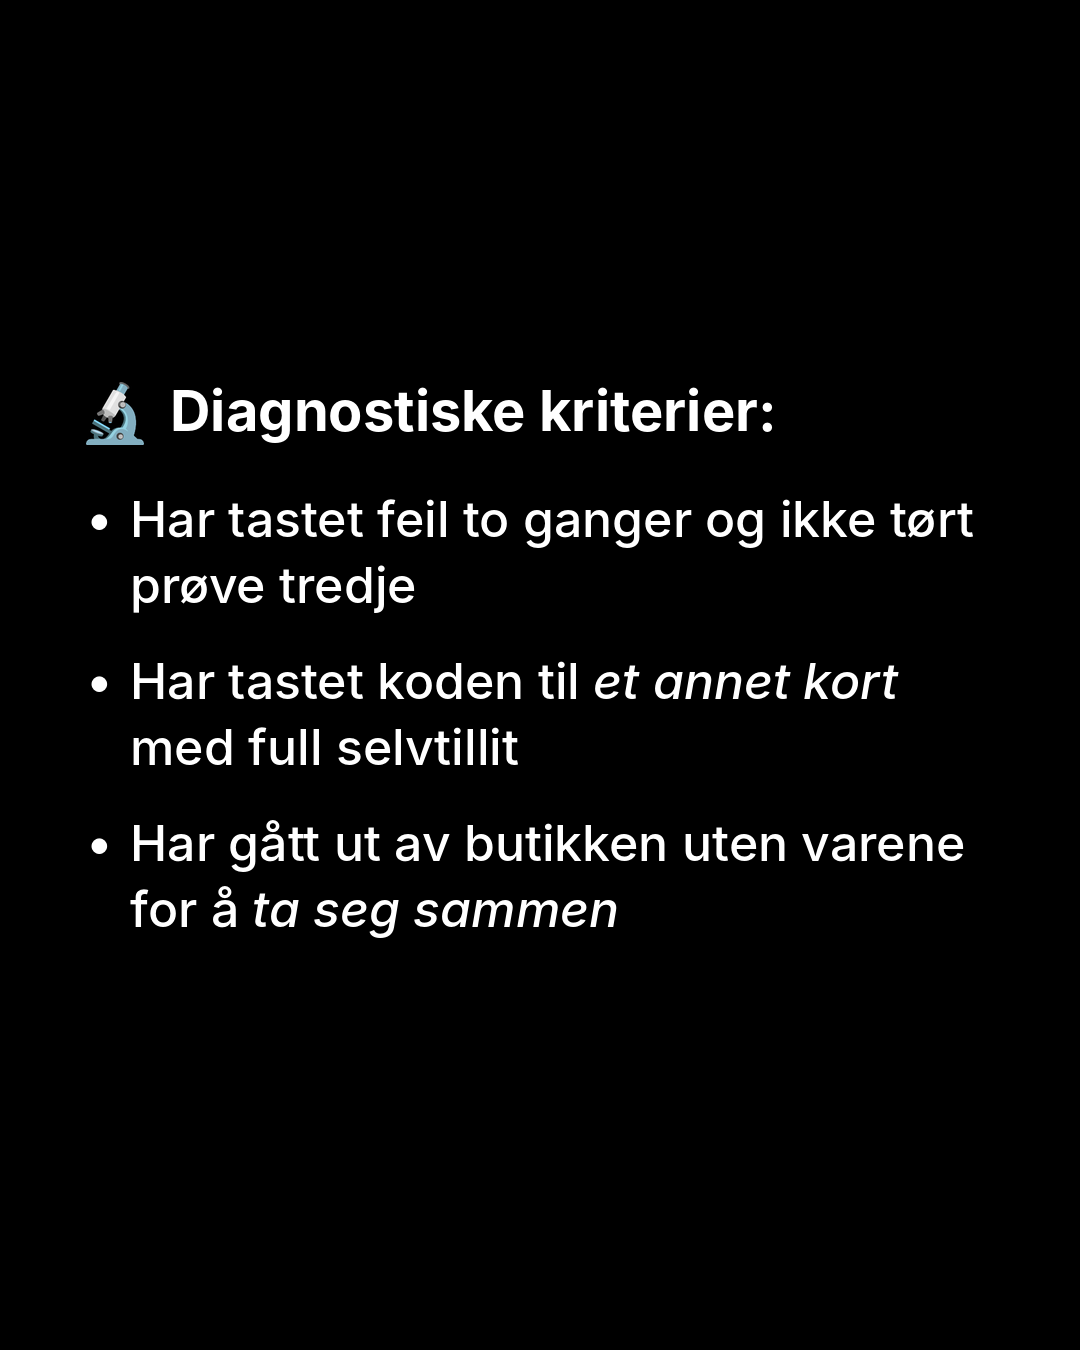 🔬 Diagnostiske kriterier:
• Har tastet feil to ganger og ikke tørt
prøve tredje
• Har tastet koden til et annet kort
med full selvtillit
• Har gått ut av butikken uten varene
for å ta seg sammen